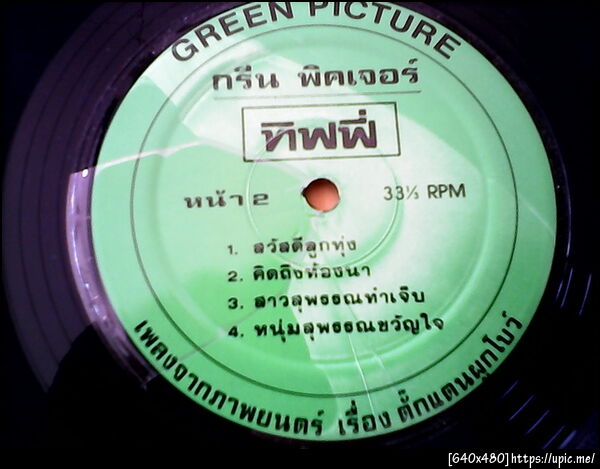 GREEN PICTURE
กรีน พิคเจอร์
ทิฟฟี่
หน้า 2
33⅓ RPM
1. สวัสดีลูกทุ่ง
2. คิดถึงท้องนา
3. สาวสุพรรณทำเจ็บ
4. หนุ่มสุพรรณขวัญใจ
เพลงจากภาพยนตร์ เรื่อง ตั๊กแตนผูกโบว์
[640x480]https://upic.me/